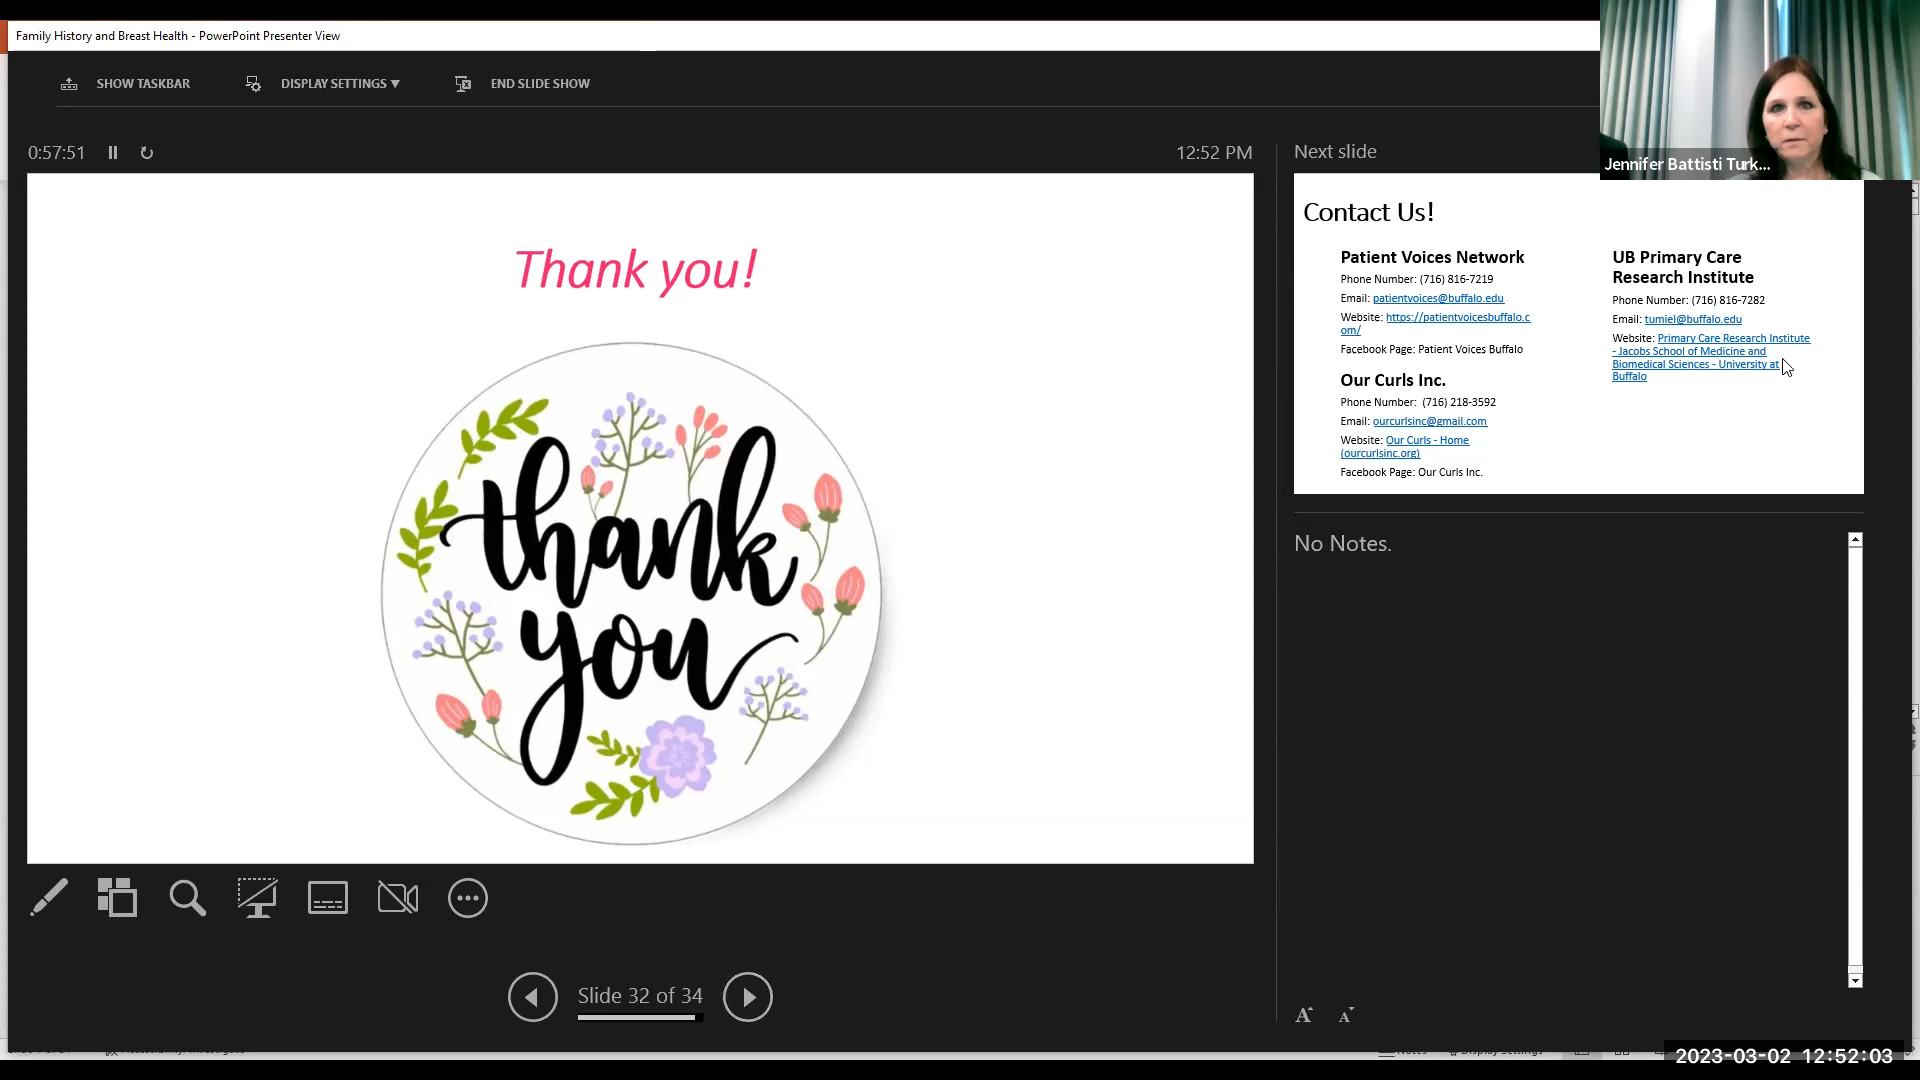 Family History and Breast Health - PowerPoint Presenter View
SHOW TASKBAR
DISPLAY SETTINGS ▼
END SLIDE SHOW
0:57:51
12:52 PM
Thank you!
thank
you
Slide 32 of 34
Next slide
Jennifer Battisti Turk...
Contact Us!
Patient Voices Network
Phone Number: (716) 816-7219
Email: patientvoices@buffalo.edu
Website: https://patientvoicesbuffalo.c
om/
Facebook Page: Patient Voices Buffalo
Our Curls Inc.
Phone Number: (716) 218-3592
Email: ourcurlsinc@gmail.com
Website: Our Curls - Home
(ourcurlsinc.org)
Facebook Page: Our Curls Inc.
UB Primary Care
Research Institute
Phone Number: (716) 816-7282
Email: tumiel@buffalo.edu
Website: Primary Care Research Institute
- Jacobs School of Medicine and
Biomedical Sciences - University at
Buffalo
No Notes.
A A
2023-03-02 12:52:03